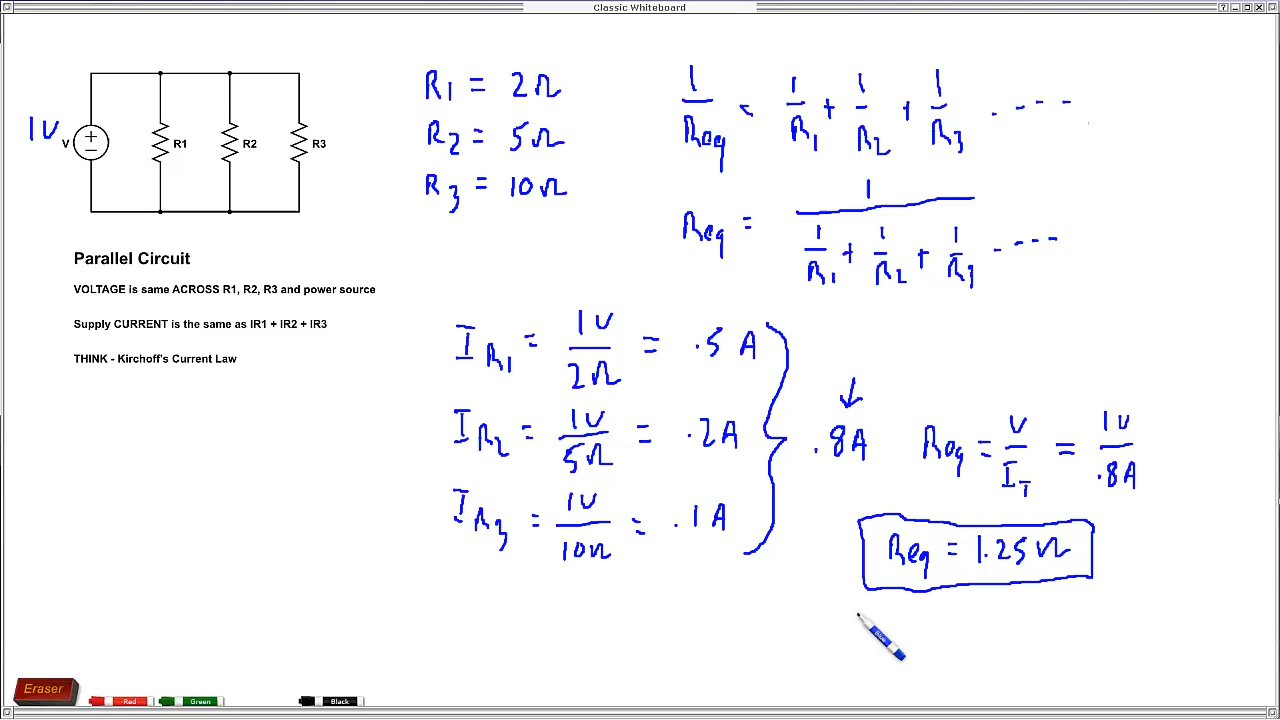 Classic Whiteboard
1V
V
R1
R2
R3
Parallel Circuit
VOLTAGE is same ACROSS R1, R2, R3 and power source
Supply CURRENT is the same as IR1 + IR2 + IR3
THINK - Kirchoff's Current Law
R1 = 2Ω
R2 = 5Ω
R3 = 10Ω
1/Req = 1/R1 + 1/R2 + 1/R3 - - - - -
Req = 1 / (1/R1 + 1/R2 + 1/R3 - - - - -)
IR1 = 1V/2Ω = .5 A
IR2 = 1V/5Ω = .2A
IR3 = 1V/10Ω = .1A
.8A
Req = V/IT = 1V/.8A
Req = 1.25Ω
Blue
Eraser
Red
Green
Black